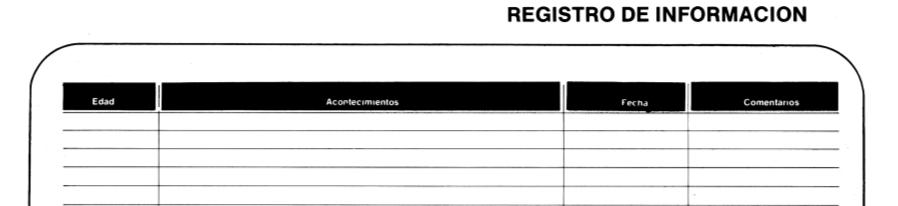 REGISTRO DE INFORMACION
Edad Acontecimientos Fecha Comentarios